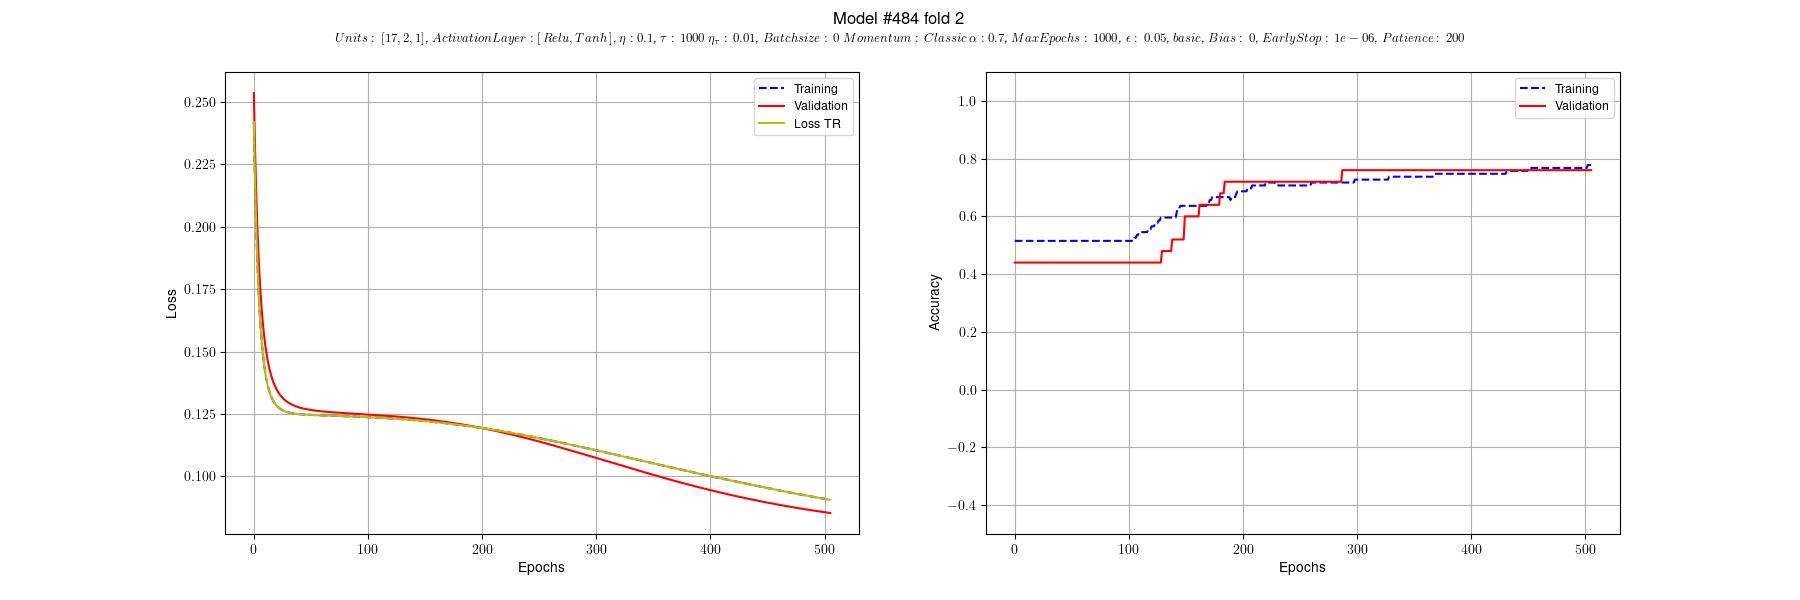 Model #484 fold 2
Units : [17, 2, 1], ActivationLayer : [Relu, Tanh], η : 0.1, τ : 1000 ητ : 0.01, Batchsize : 0 Momentum : Classic α : 0.7, MaxEpochs : 1000, ϵ : 0.05, basic, Bias : 0, EarlyStop : 1e − 06, Patience : 200
Training
Validation
Loss TR
0.250
0.225
0.200
0.175
0.150
0.125
0.100
Loss
0 100 200 300 400 500
Epochs
Training
Validation
1.0
0.8
0.6
0.4
0.2
0.0
−0.2
−0.4
Accuracy
0 100 200 300 400 500
Epochs